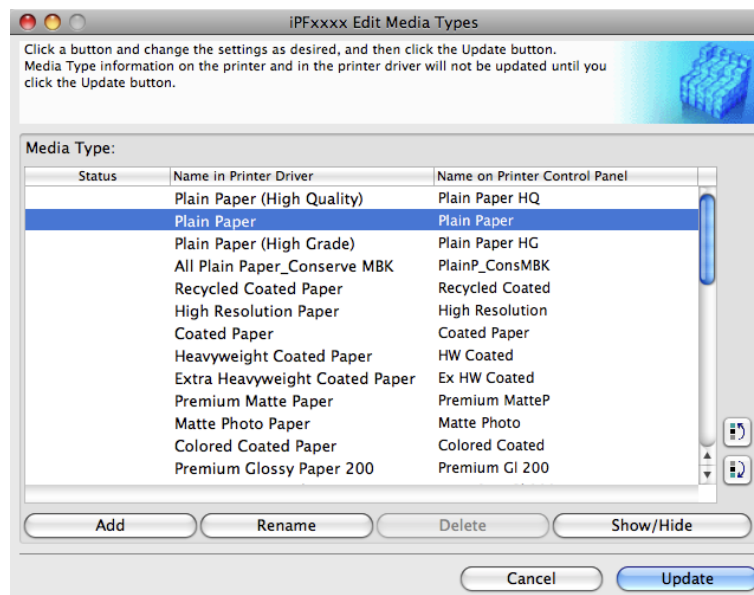 iPFxxxx Edit Media Types
Click a button and change the settings as desired, and then click the Update button.
Media Type information on the printer and in the printer driver will not be updated until you
click the Update button.
Media Type:
Status Name in Printer Driver Name on Printer Control Panel
Plain Paper (High Quality) Plain Paper HQ
Plain Paper Plain Paper
Plain Paper (High Grade) Plain Paper HG
All Plain Paper_Conserve MBK PlainP_ConsMBK
Recycled Coated Paper Recycled Coated
High Resolution Paper High Resolution
Coated Paper Coated Paper
Heavyweight Coated Paper HW Coated
Extra Heavyweight Coated Paper Ex HW Coated
Premium Matte Paper Premium MatteP
Matte Photo Paper Matte Photo
Colored Coated Paper Colored Coated
Premium Glossy Paper 200 Premium Gl 200
Add Rename Delete Show/Hide
Cancel Update